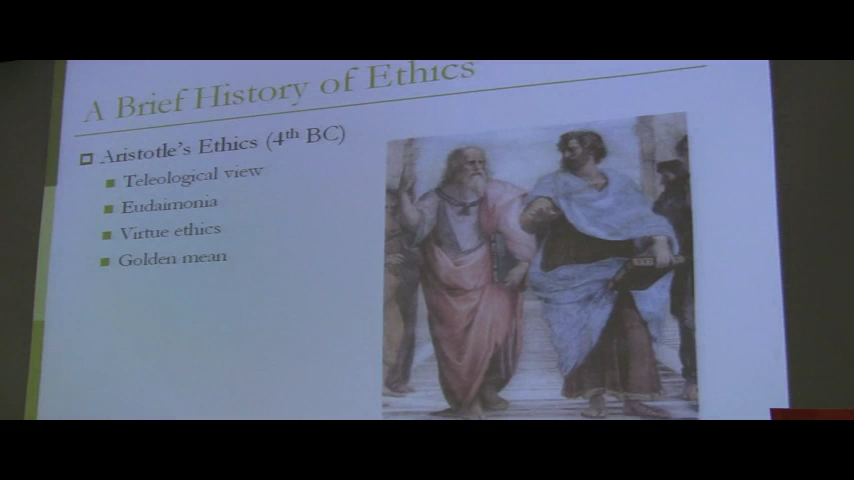 A Brief History of Ethics
Aristotle's Ethics (4th BC)
Teleological view
Eudaimonia
Virtue ethics
Golden mean